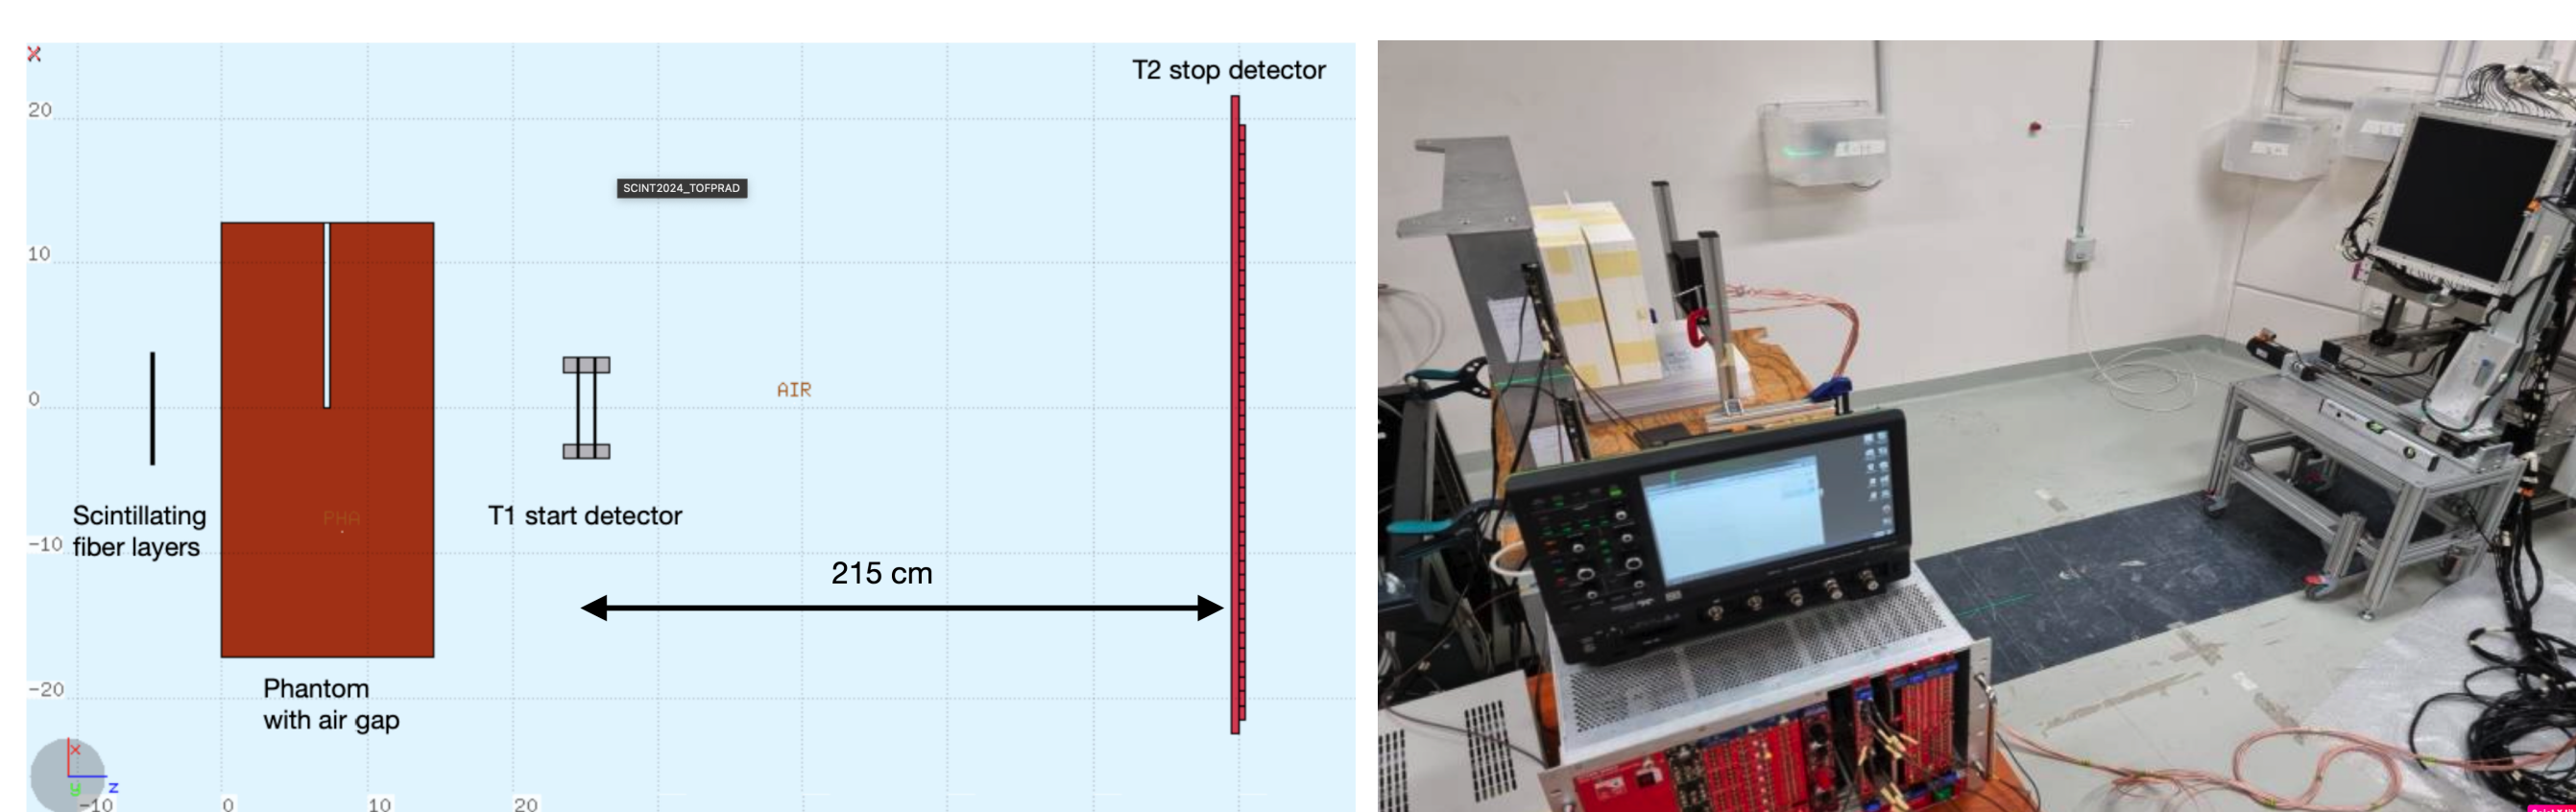 T2 stop detector
20
SCINT2024_TOFPRAD
10
AIR
0
Scintillating
fiber layers
PHA
T1 start detector
-10
215 cm
Phantom
with air gap
-20
x
y
z
-10
0
10
20